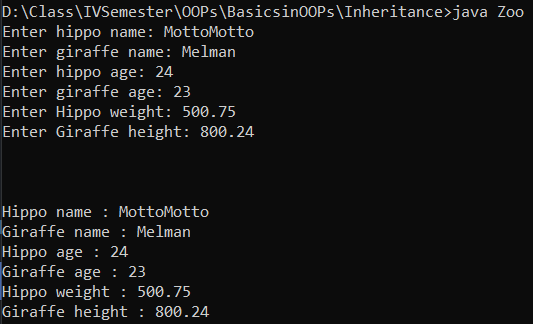 D:\Class\IVSemester\OOPs\BasicsinOOPs\Inheritance>java Zoo
Enter hippo name: MottoMotto
Enter giraffe name: Melman
Enter hippo age: 24
Enter giraffe age: 23
Enter Hippo weight: 500.75
Enter Giraffe height: 800.24
Hippo name : MottoMotto
Giraffe name : Melman
Hippo age : 24
Giraffe age : 23
Hippo weight : 500.75
Giraffe height : 800.24